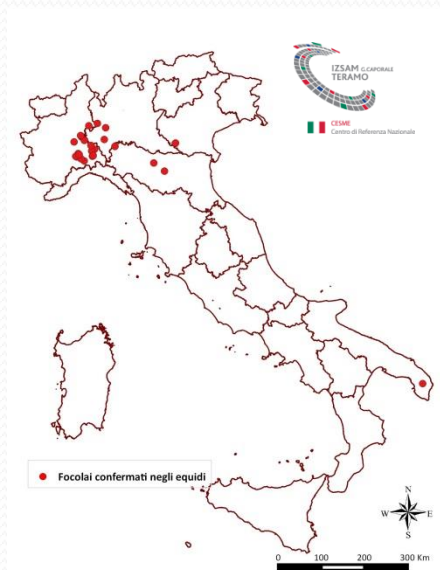 IZSAM G.CAPORALE
TERAMO
CESME
Centro di Referenza Nazionale
Focolai confermati negli equidi
N
W E
S
0 100 200 300 Km